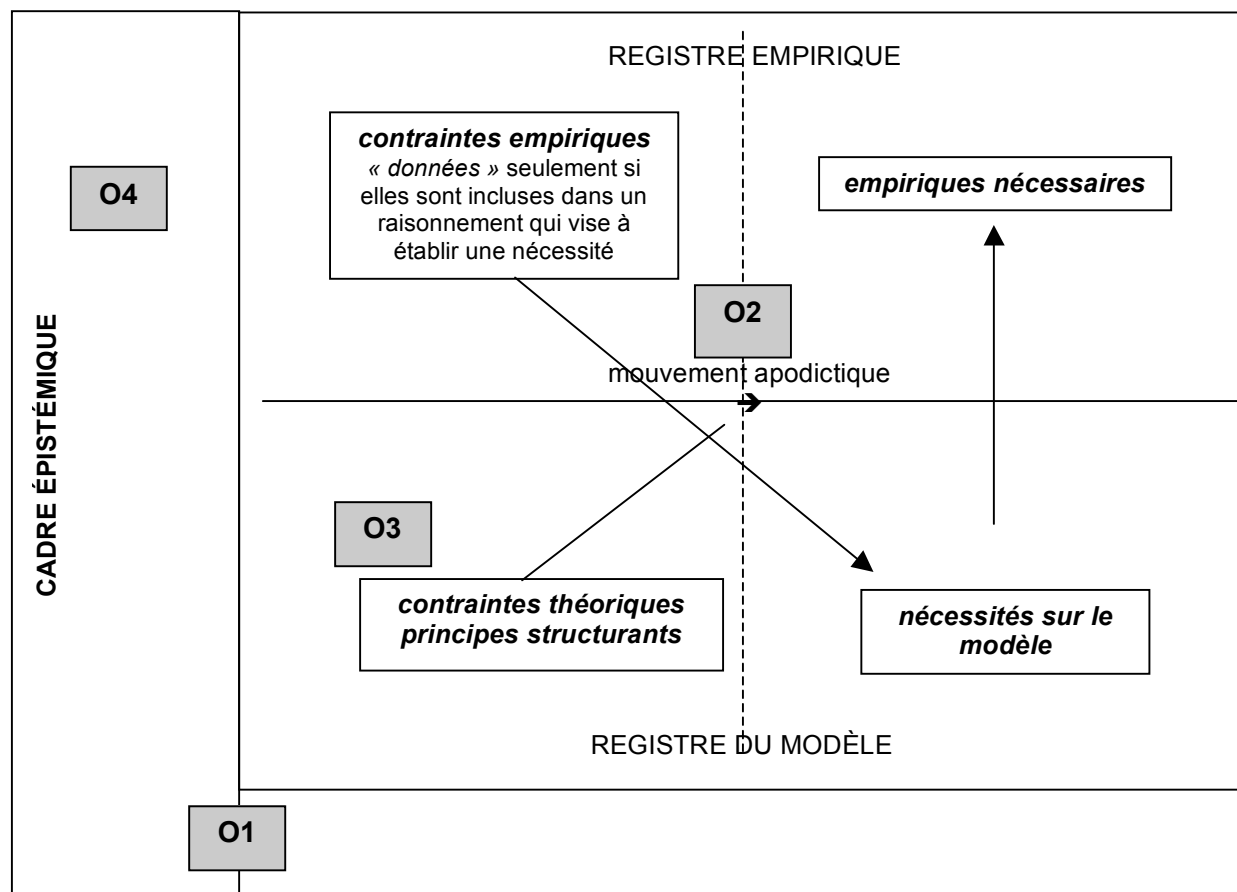 REGISTRE EMPIRIQUE
contraintes empiriques
« données » seulement si
elles sont incluses dans un
raisonnement qui vise à
établir une nécessité
O4
empiriques nécessaires
O2
mouvement apodictique
CADRE ÉPISTÉMIQUE
O3
contraintes théoriques
principes structurants
nécessités sur le
modèle
REGISTRE DU MODÈLE
O1